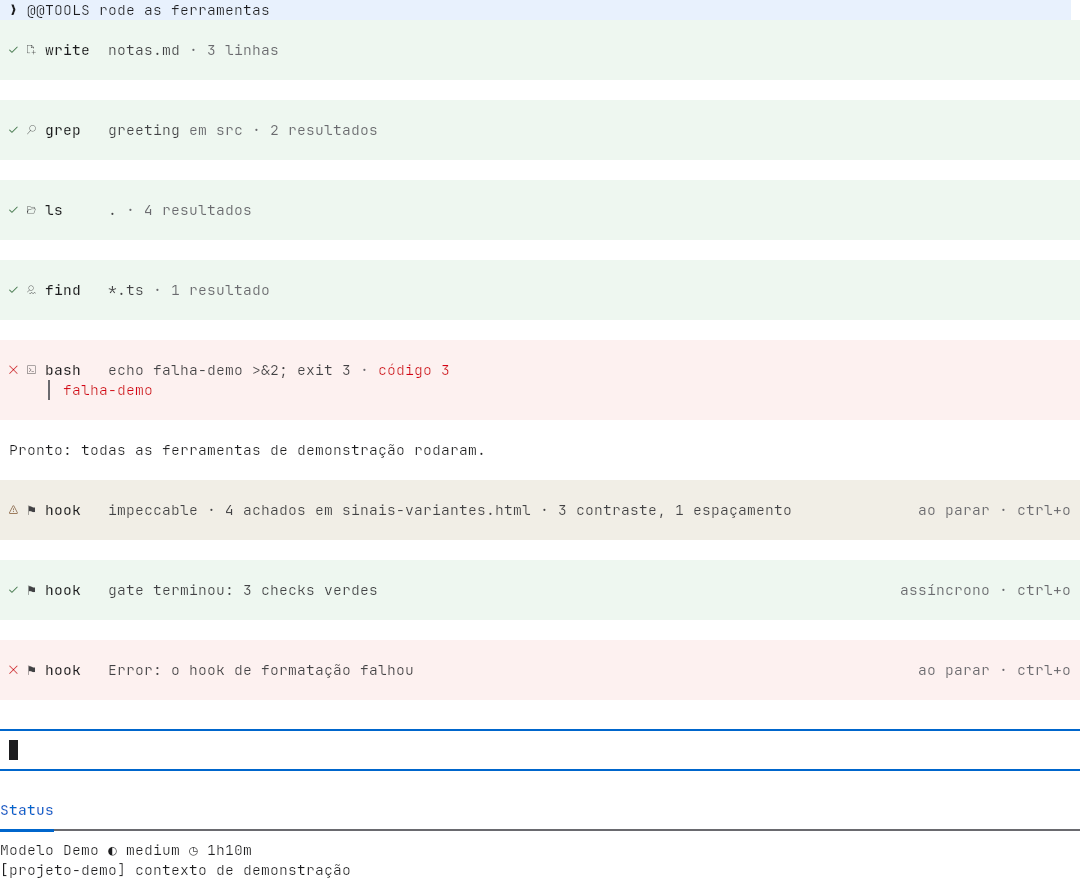 ❯ @@TOOLS rode as ferramentas
✓ write notas.md · 3 linhas
✓ grep greeting em src · 2 resultados
✓ ls . · 4 resultados
✓ find *.ts · 1 resultado
✕ bash echo falha-demo >&2; exit 3 · código 3
falha-demo
Pronto: todas as ferramentas de demonstração rodaram.
⚠ ⚑ hook impeccable · 4 achados em sinais-variantes.html · 3 contraste, 1 espaçamento ao parar · ctrl+o
✓ ⚑ hook gate terminou: 3 checks verdes assíncrono · ctrl+o
✕ ⚑ hook Error: o hook de formatação falhou ao parar · ctrl+o
Status
Modelo Demo ◐ medium ◷ 1h10m
[projeto-demo] contexto de demonstração